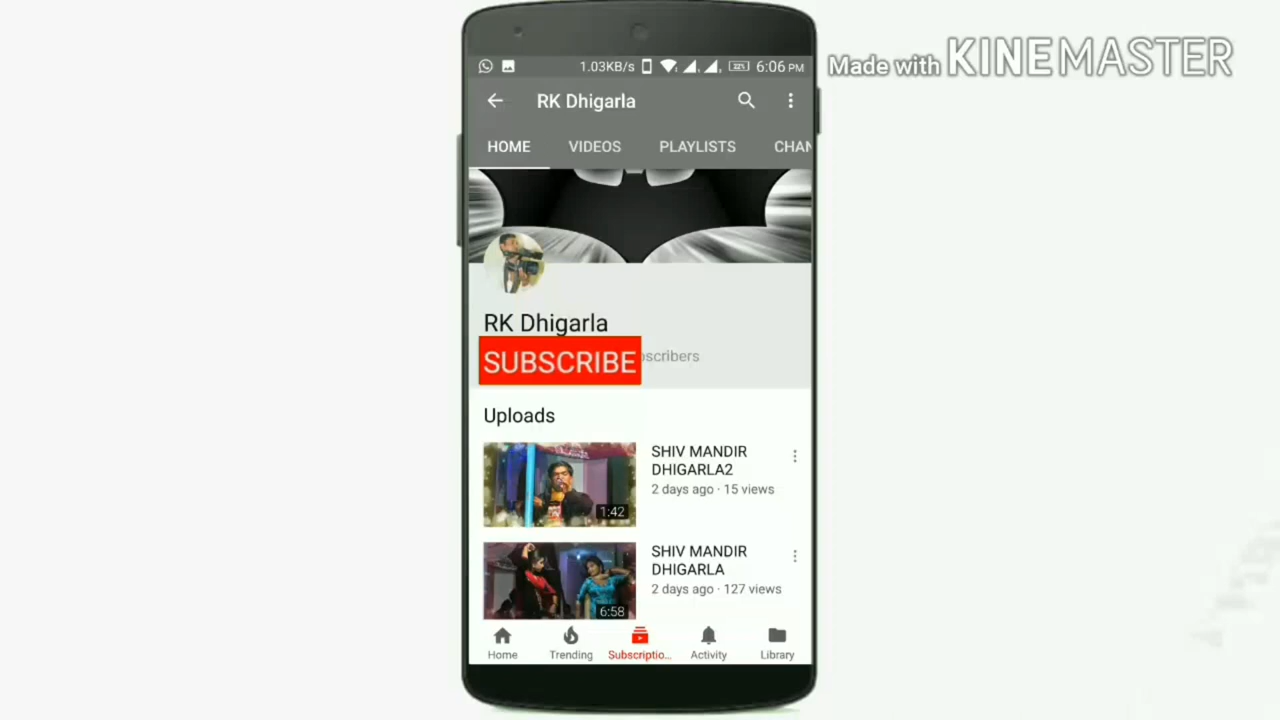 Made with KINEMASTER
1.03KB/s 32% 6:06 PM
RK Dhigarla
HOME VIDEOS PLAYLISTS CHAN
RK Dhigarla
SUBSCRIBE scribers
Uploads
SHIV MANDIR
DHIGARLA2
2 days ago · 15 views
1:42
SHIV MANDIR
DHIGARLA
2 days ago · 127 views
6:58
Home Trending Subscriptio... Activity Library